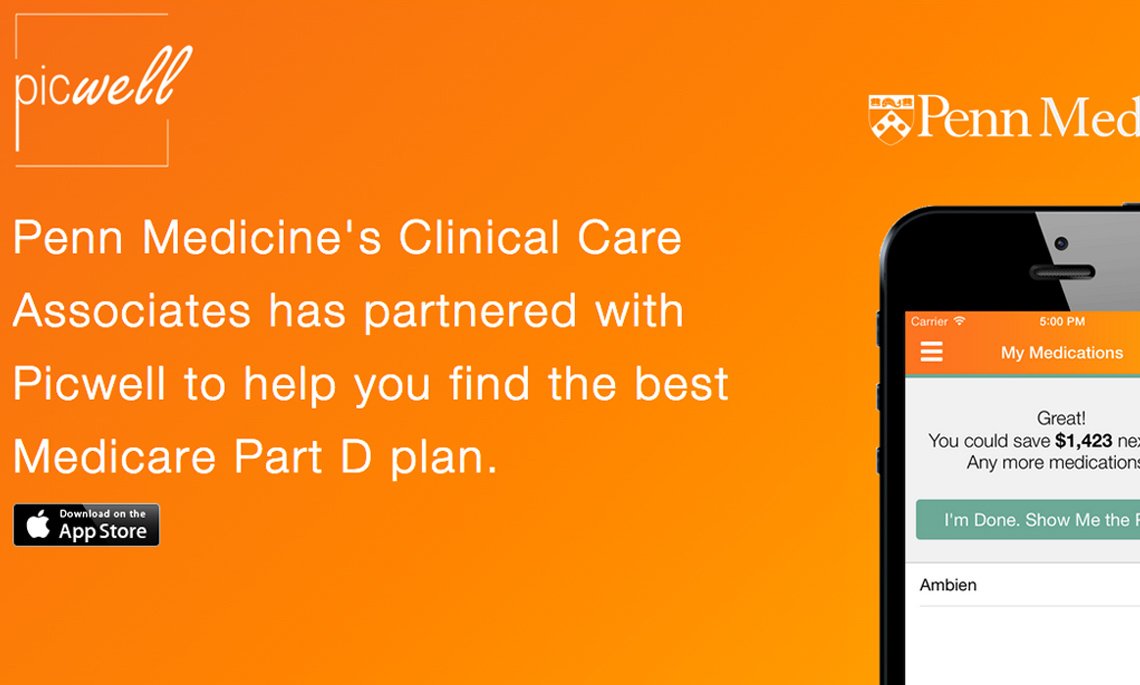 picwell
Penn Med
Penn Medicine's Clinical Care
Associates has partnered with
Picwell to help you find the best
Medicare Part D plan.
Download on the
App Store
Carrier 5:00 PM
My Medications
Great!
You could save $1,423
Any more medications
I'm Done. Show Me the
Ambien